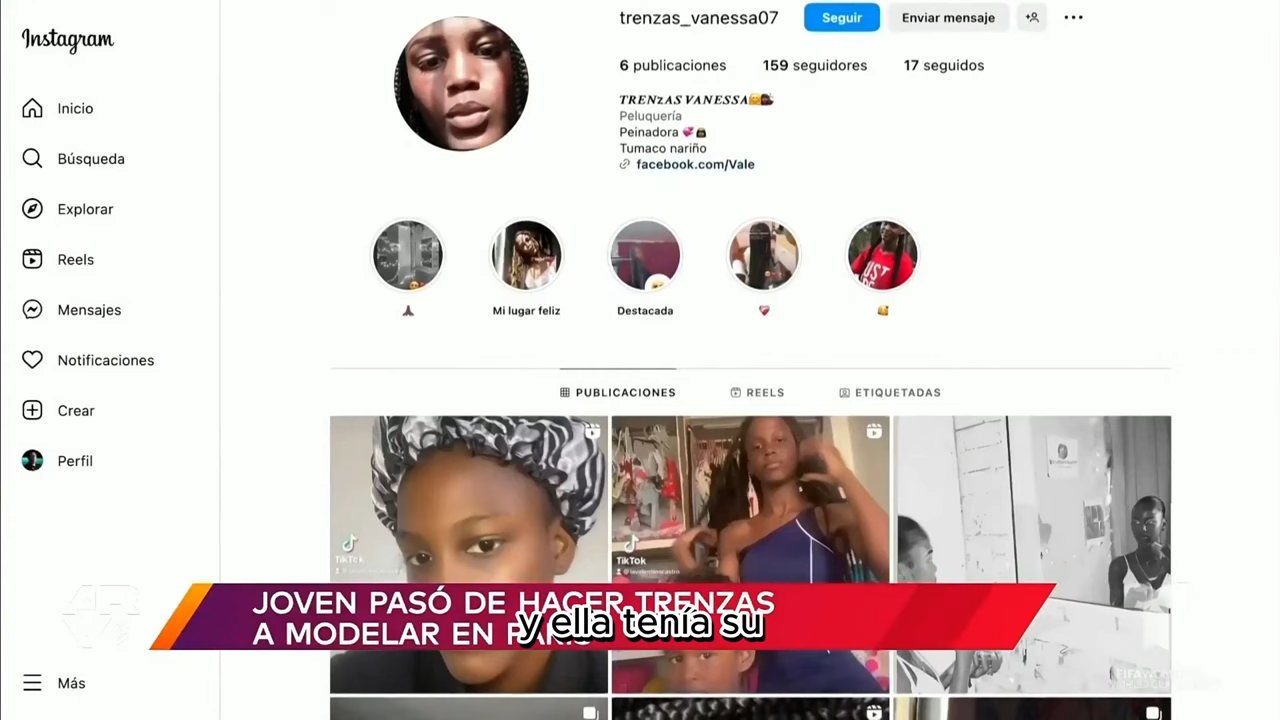 Instagram
trenzas_vanessa07
Seguir
Enviar mensaje
6 publicaciones
159 seguidores
17 seguidos
TRENzAS VANESSA
Peluquería
Peinadora
Tumaco nariño
facebook.com/Vale
Inicio
Búsqueda
Explorar
Reels
Mensajes
Notificaciones
Crear
Perfil
Más
Mi lugar feliz
Destacada
UST
PUBLICACIONES
REELS
ETIQUETADAS
TikTok
TikTok
JOVEN PASÓ DE HACER TRENZAS
A MODELAR EN PARÍS
y ella tenía su